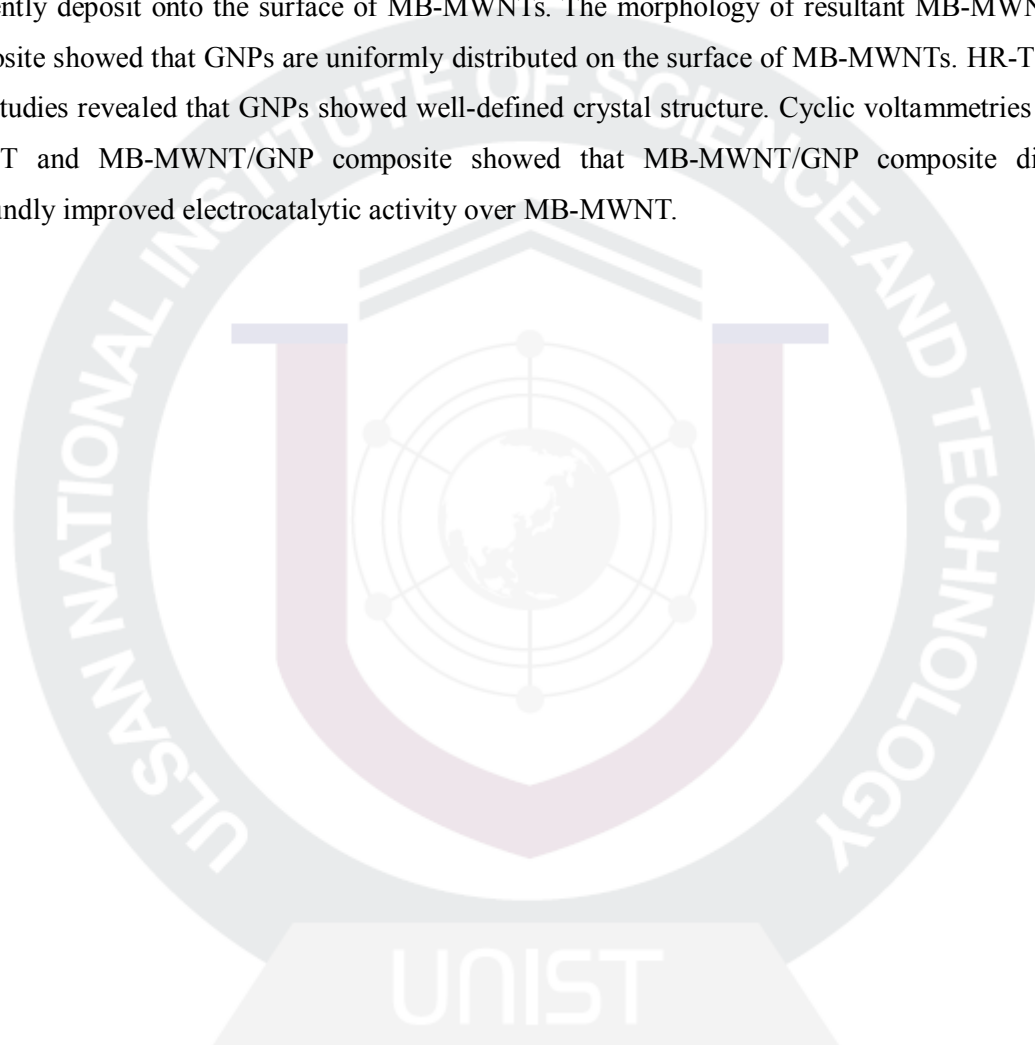 ently deposit onto the surface of MB-MWNTs. The morphology of resultant MB-MWN
osite showed that GNPs are uniformly distributed on the surface of MB-MWNTs. HR-T
tudies revealed that GNPs showed well-defined crystal structure. Cyclic voltammetries
T and MB-MWNT/GNP composite showed that MB-MWNT/GNP composite di
undly improved electrocatalytic activity over MB-MWNT.
ULSAN NATIONAL INSTITUTE OF SCIENCE AND TECHNOLOGY
UNIST